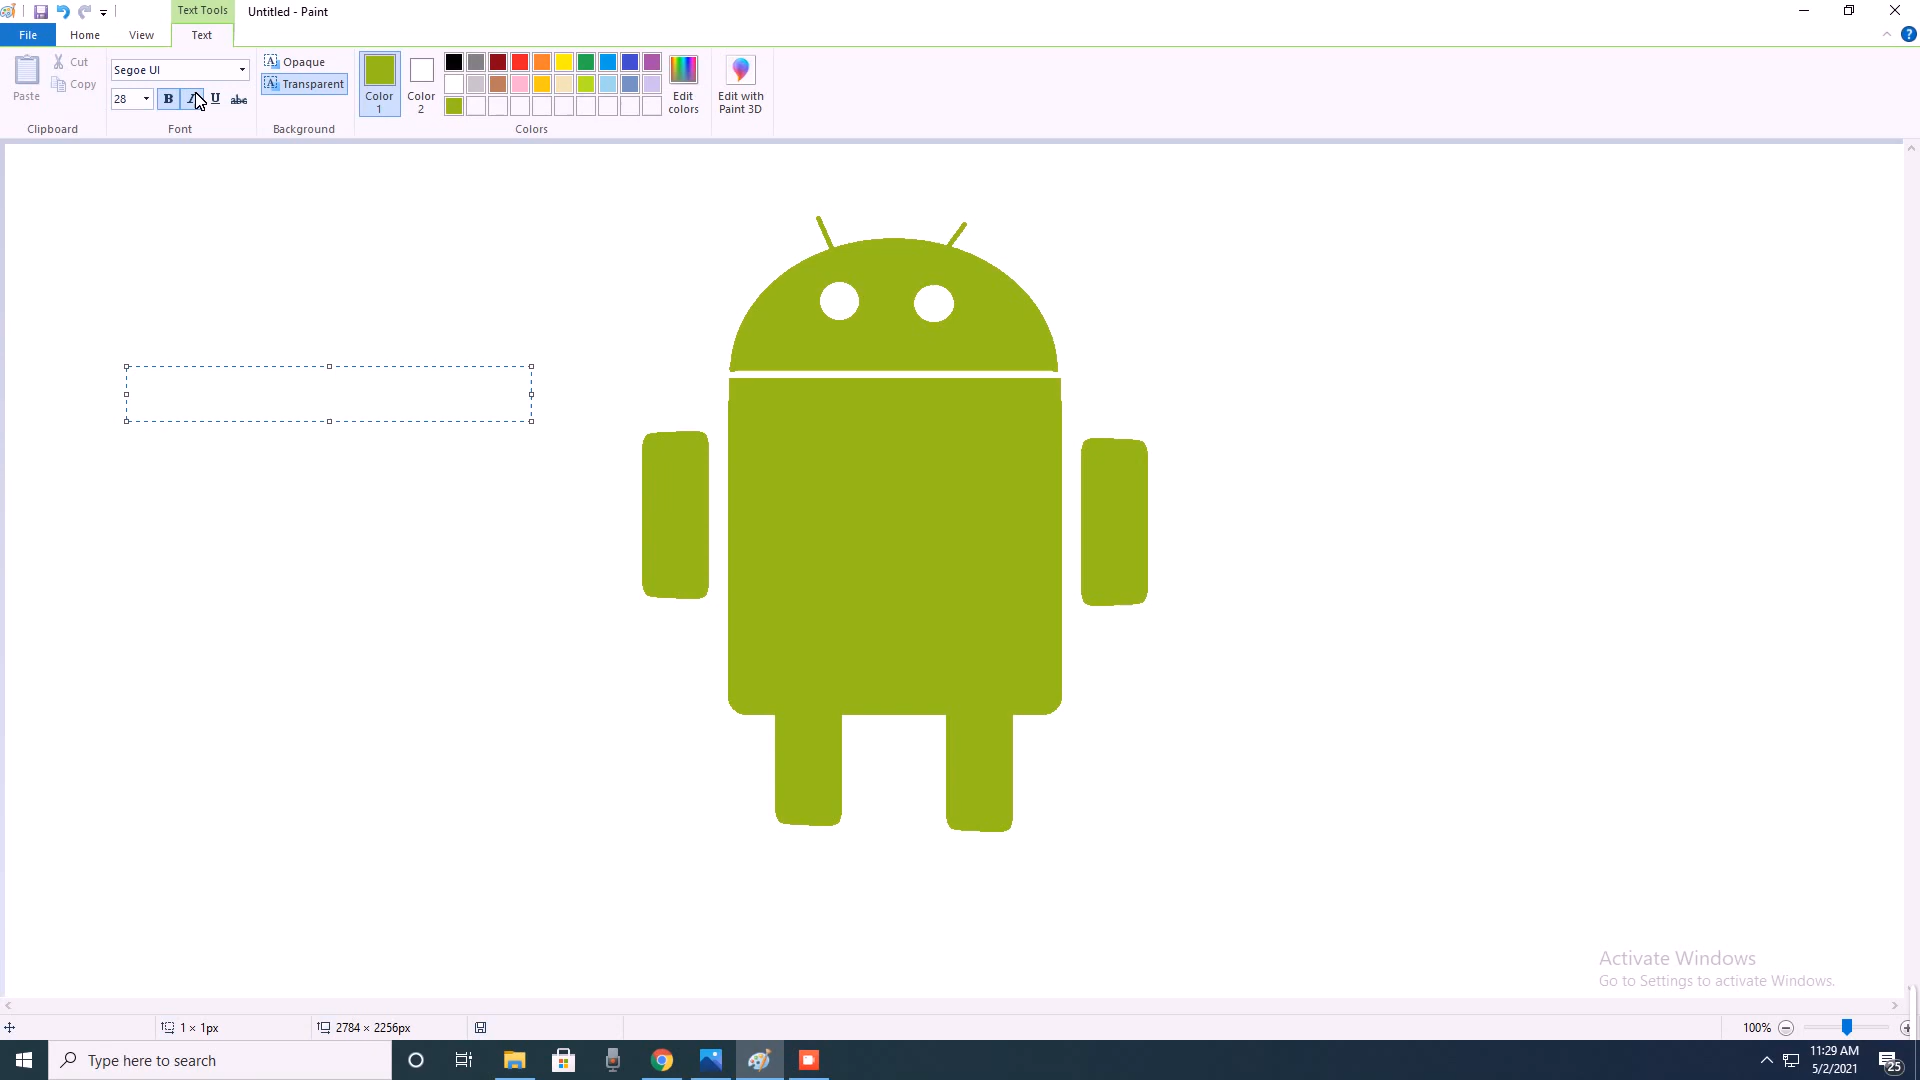 Text Tools
Untitled - Paint
File
Home
View
Text
Paste
Cut
Copy
Clipboard
Segoe UI
28
B
I
U
abc
Font
Opaque
Transparent
Background
Color
1
Color
2
Edit
colors
Colors
Edit with
Paint 3D
Activate Windows
Go to Settings to activate Windows.
1 × 1px
2784 × 2256px
100%
Type here to search
11:29 AM
5/2/2021
25